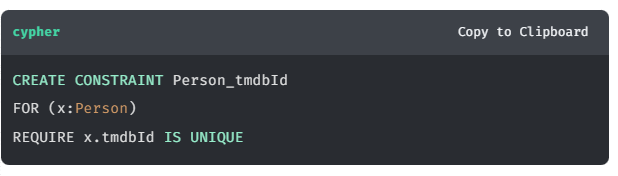 cypher
Copy to Clipboard
CREATE CONSTRAINT Person_tmdbId
FOR (x:Person)
REQUIRE x.tmdbId IS UNIQUE